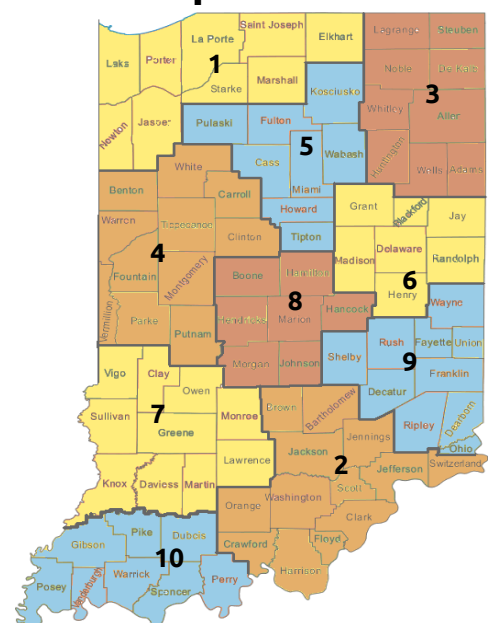 Saint Joseph
Lagrange
Steuben
La Porte
Elkhart
Laks
Porter
1
Noble
De Kalb
Marshall
Starke
Kosciusko
3
Whitley
Aller
Newton
Jasper
Pulaski
Fulton
5
Huntington
Wabash
Cass
White
Walls
Adams
Miami
Benton
Carroll
Grant
Blackford
Jay
Howard
Warren
Tippecanoe
Clinton
Tipton
Delaware
4
Madison
Randolph
Fountain
Montgomery
Boone
Hamilton
6
Henry
8
Wayne
Vermillion
Parke
Putnam
Hendricks
Marion
Hancock
Rush
Fayette
Union
Shelby
9
Morgan
Johnson
Franklin
Vigo
Clay
Owen
Decatur
Brown
Bartholomew
Dearborn
Sullivan
7
Monroe
Ripley
Greene
Jennings
Ohio
Jackson
Lawrence
2
Jefferson
Switzerland
Knox
Daviess
Martin
Scott
Orange
Washington
Clark
Gibson
Pike
Dubois
Crawford
Floyd
10
Warrick
Perry
Harrison
Posey
Vanderburgh
Spencer